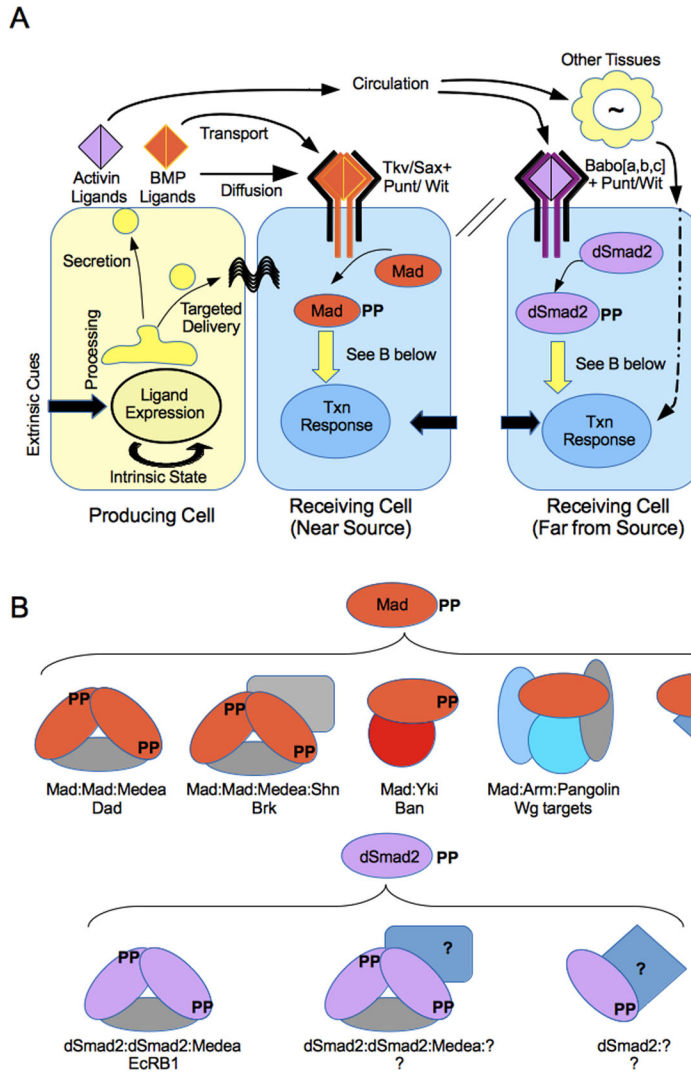 A
Other Tissues
Circulation
~
Transport
Activin
Ligands
BMP
Ligands
Diffusion
Tkv/Sax+
Punt/ Wit
Babo[a,b,c]
+ Punt/Wit
Secretion
Targeted
Delivery
Processing
Extrinsic Cues
Ligand
Expression
Intrinsic State
Mad
Mad PP
See B below
Txn
Response
dSmad2
dSmad2 PP
See B below
Txn
Response
Producing Cell
Receiving Cell
(Near Source)
Receiving Cell
(Far from Source)
B
Mad PP
PP PP
Mad:Mad:Medea
Dad
PP PP
Mad:Mad:Medea:Shn
Brk
PP
Mad:Yki
Ban
Mad:Arm:Pangolin
Wg targets
dSmad2 PP
PP PP
dSmad2:dSmad2:Medea
EcRB1
PP ? PP
dSmad2:dSmad2:Medea:?
?
? PP
dSmad2:?
?